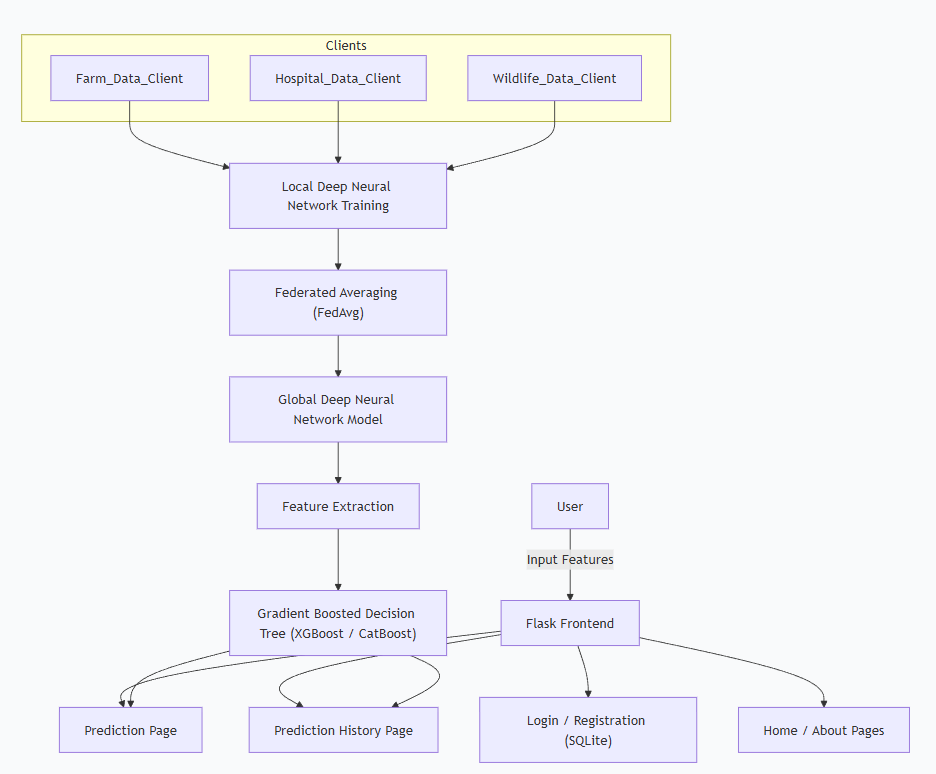 Clients
Farm_Data_Client
Hospital_Data_Client
Wildlife_Data_Client
Local Deep Neural
Network Training
Federated Averaging
(FedAvg)
Global Deep Neural
Network Model
Feature Extraction
User
Input Features
Gradient Boosted Decision
Tree (XGBoost / CatBoost)
Flask Frontend
Prediction Page
Prediction History Page
Login / Registration
(SQLite)
Home / About Pages